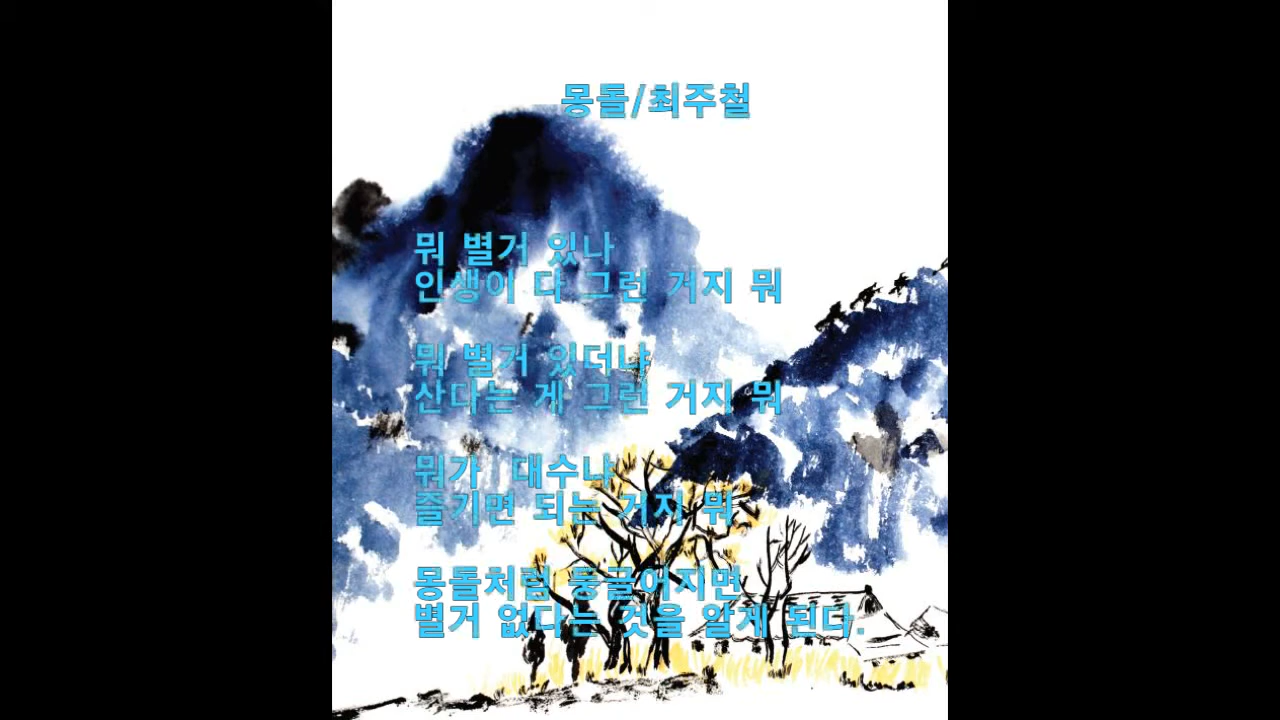 몽돌/최주철
뭐 별거 있나
인생이 다 그런 거지 뭐
뭐 별거 있더냐
산다는 게 그런 거지 뭐
뭐가 대수냐
즐기면 되는 거지 뭐
몽돌처럼 둥글어지면
별거 없다는 것을 알게 된다.